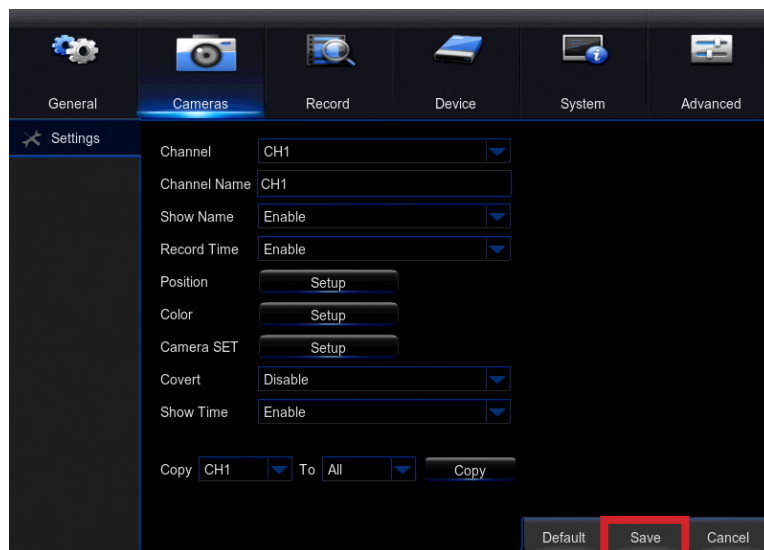 General Cameras Record Device System Advanced
Settings
Channel CH1
Channel Name CH1
Show Name Enable
Record Time Enable
Position Setup
Color Setup
Camera SET Setup
Covert Disable
Show Time Enable
Copy CH1 To All Copy
Default Save Cancel